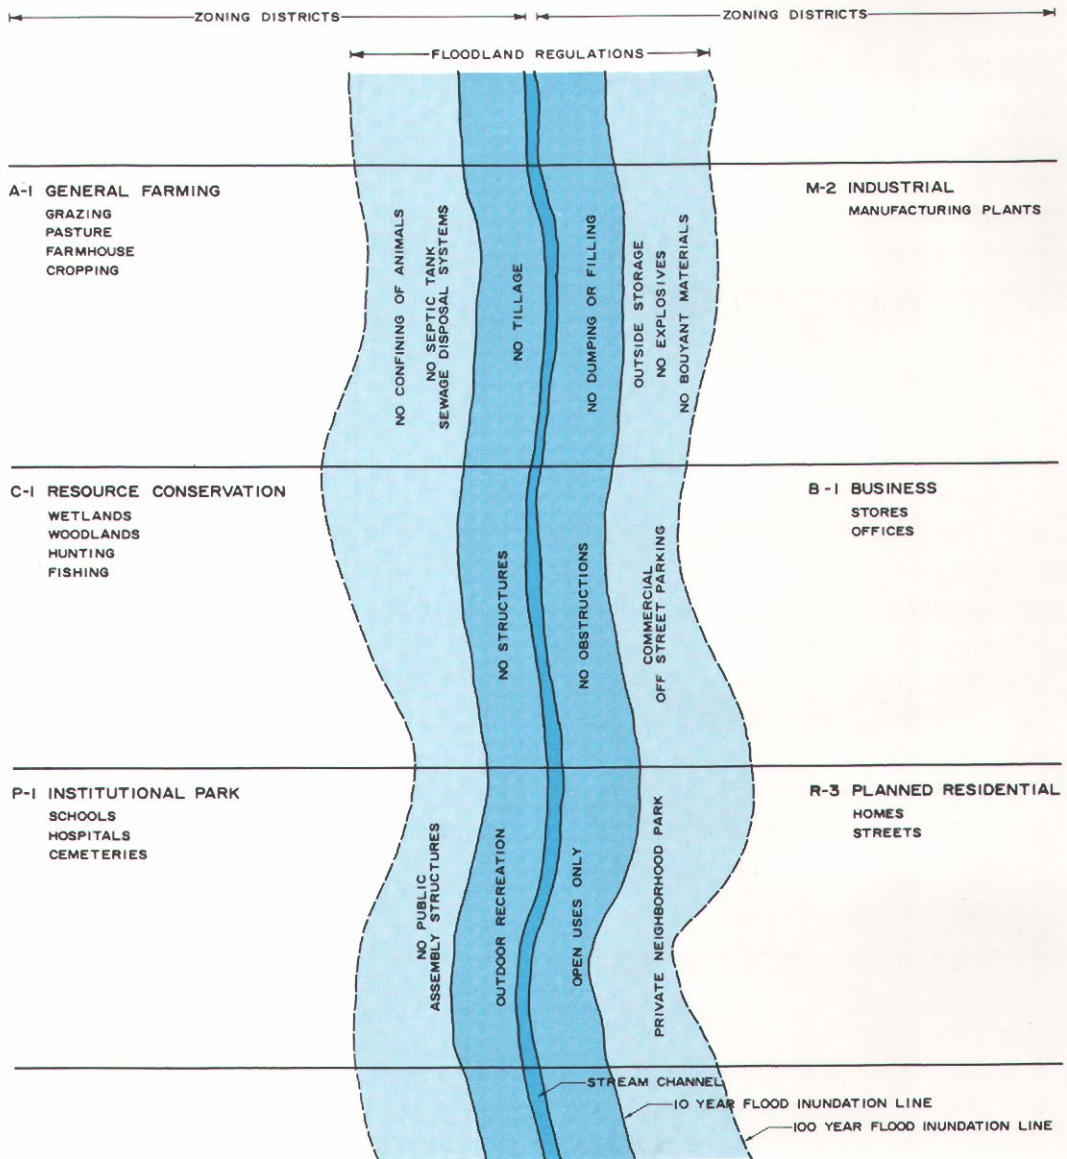 ZONING DISTRICTS
ZONING DISTRICTS
FLOODLAND REGULATIONS
A-1 GENERAL FARMING
GRAZING
PASTURE
FARMHOUSE
CROPPING
NO CONFINING OF ANIMALS
NO SEPTIC TANK
SEWAGE DISPOSAL SYSTEMS
NO TILLAGE
NO DUMPING OR FILLING
OUTSIDE STORAGE
NO EXPLOSIVES
NO BOUYANT MATERIALS
M-2 INDUSTRIAL
MANUFACTURING PLANTS
C-1 RESOURCE CONSERVATION
WETLANDS
WOODLANDS
HUNTING
FISHING
NO STRUCTURES
NO OBSTRUCTIONS
COMMERCIAL
OFF STREET PARKING
B-1 BUSINESS
STORES
OFFICES
P-1 INSTITUTIONAL PARK
SCHOOLS
HOSPITALS
CEMETERIES
NO PUBLIC
ASSEMBLY STRUCTURES
OUTDOOR RECREATION
OPEN USES ONLY
PRIVATE NEIGHBORHOOD PARK
R-3 PLANNED RESIDENTIAL
HOMES
STREETS
STREAM CHANNEL
10 YEAR FLOOD INUNDATION LINE
100 YEAR FLOOD INUNDATION LINE